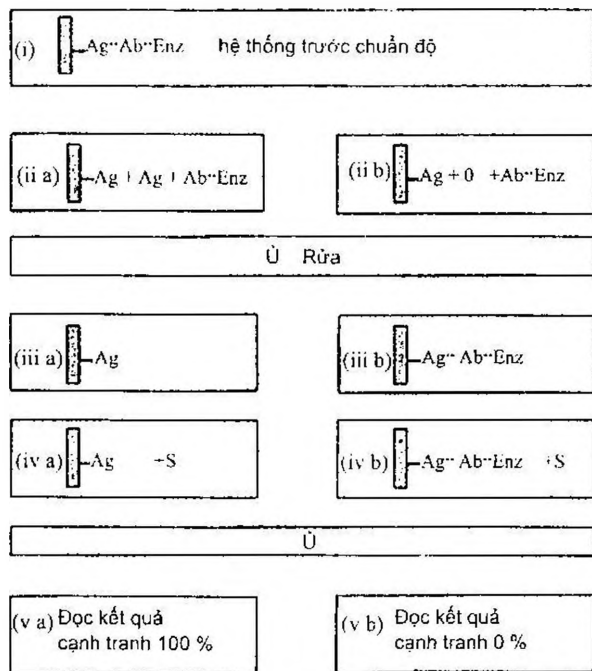 (i) Ag··Ab··Enz hệ thống trước chuẩn độ
(ii a) Ag + Ag + Ab··Enz
(ii b) Ag + 0 +Ab··Enz
Ủ Rửa
(iii a) Ag
(iii b) Ag·· Ab··Enz
(iv a) Ag +S
(iv b) Ag·· Ab··Enz +S
Ủ
(v a) Đọc kết quả
cạnh tranh 100 %
(v b) Đọc kết quả
cạnh tranh 0 %